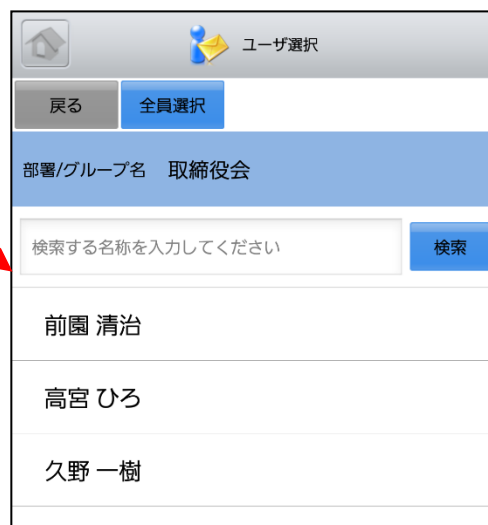 ユーザ選択
戻る 全員選択
部署/グループ名 取締役会
検索する名称を入力してください 検索
前園 清治
高宮 ひろ
久野 一樹